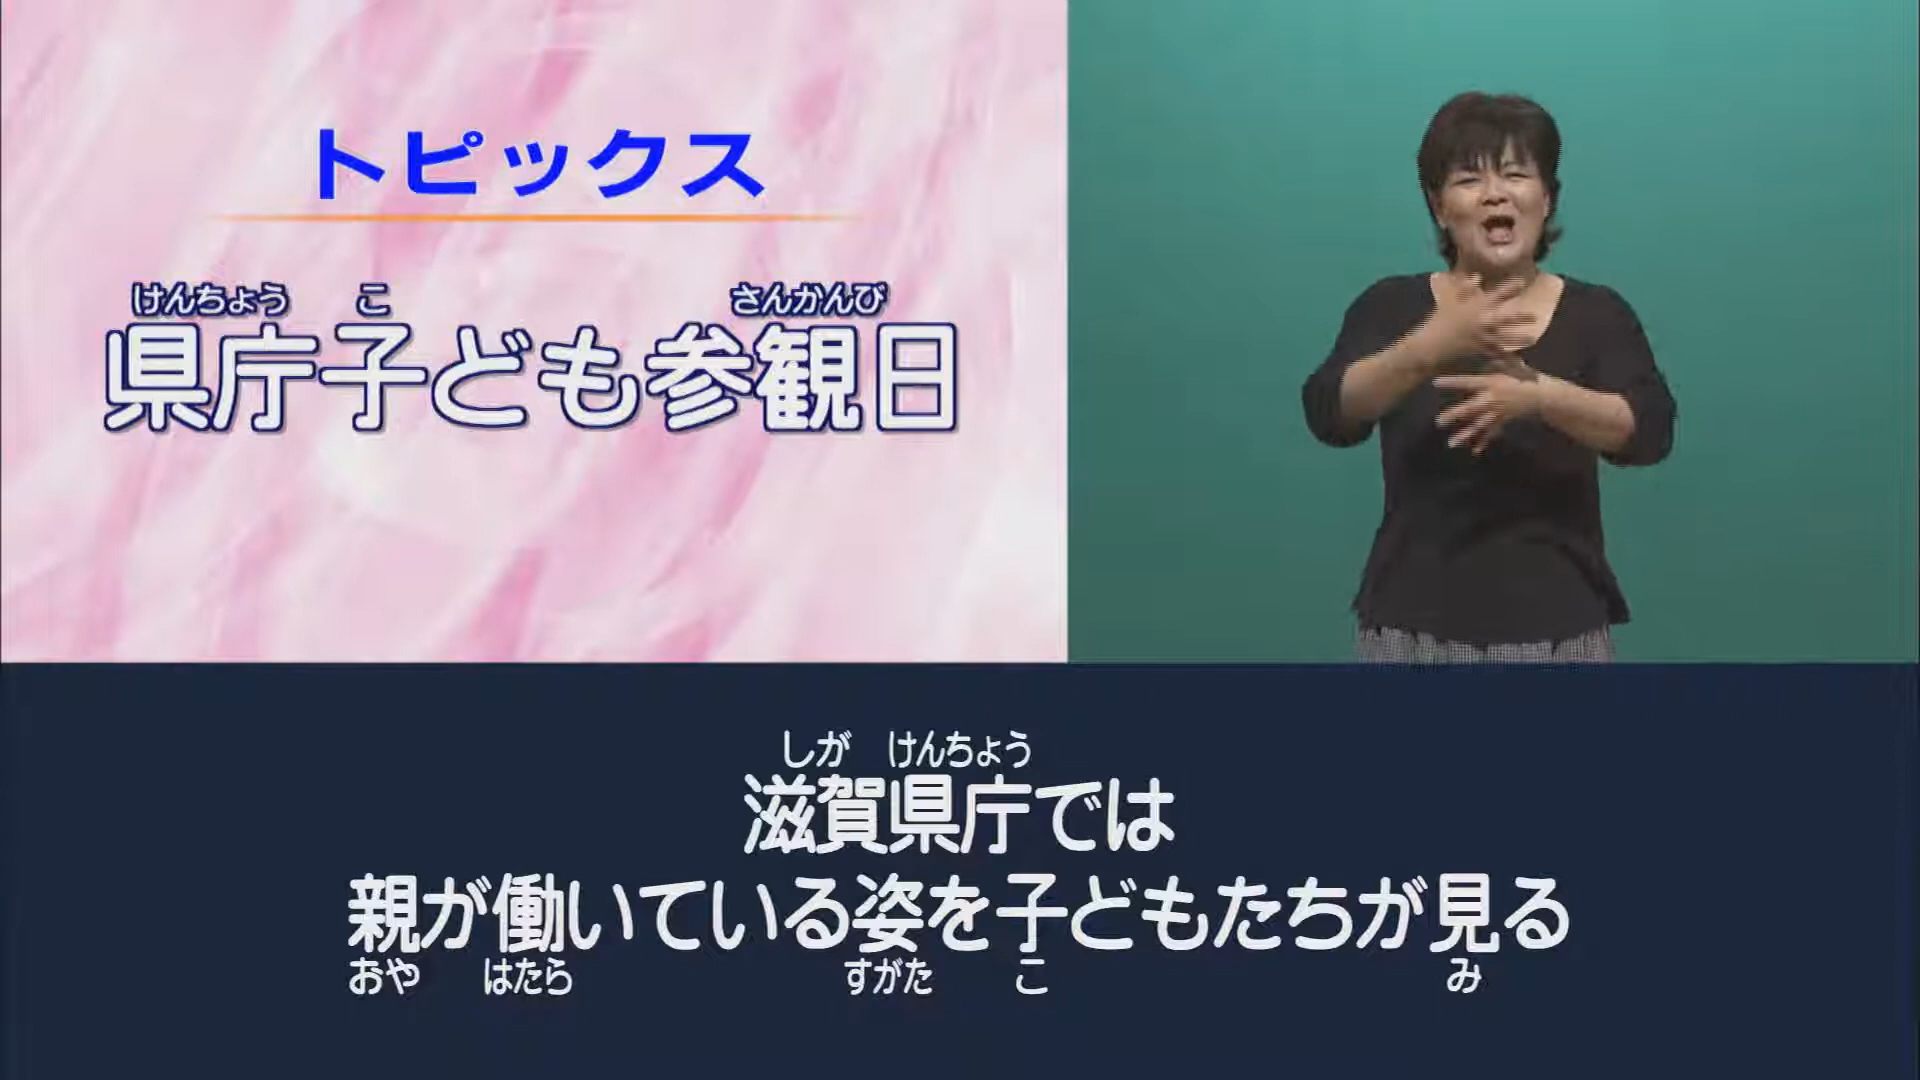 トピックス
けんちょう こ さんかんび
県庁子ども参観日
しが けんちょう
滋賀県庁では
親が働いている姿を子どもたちが見る
おや はたら すがた こ み